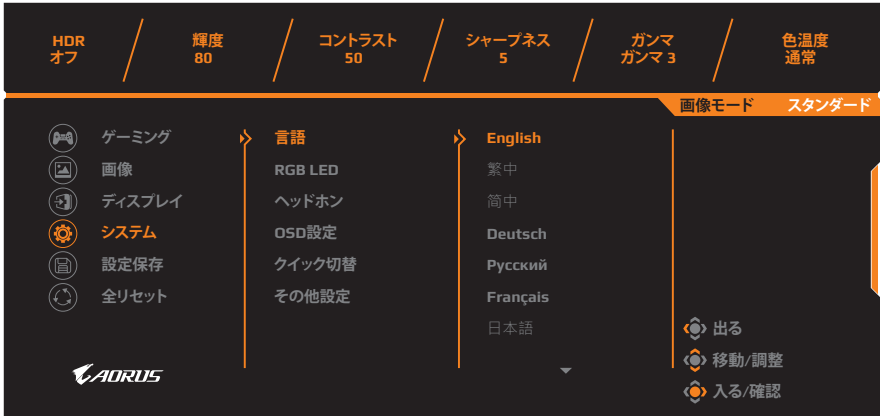 HDR
オフ
輝度
80
コントラスト
50
シャープネス
5
ガンマ
ガンマ 3
色温度
通常
画像モード スタンダード
ゲーミング
画像
ディスプレイ
システム
設定保存
全リセット
言語
RGB LED
ヘッドホン
OSD設定
クイック切替
その他設定
English
繁中
简中
Deutsch
Русский
Français
日本語
出る
移動/調整
入る/確認
AORUS